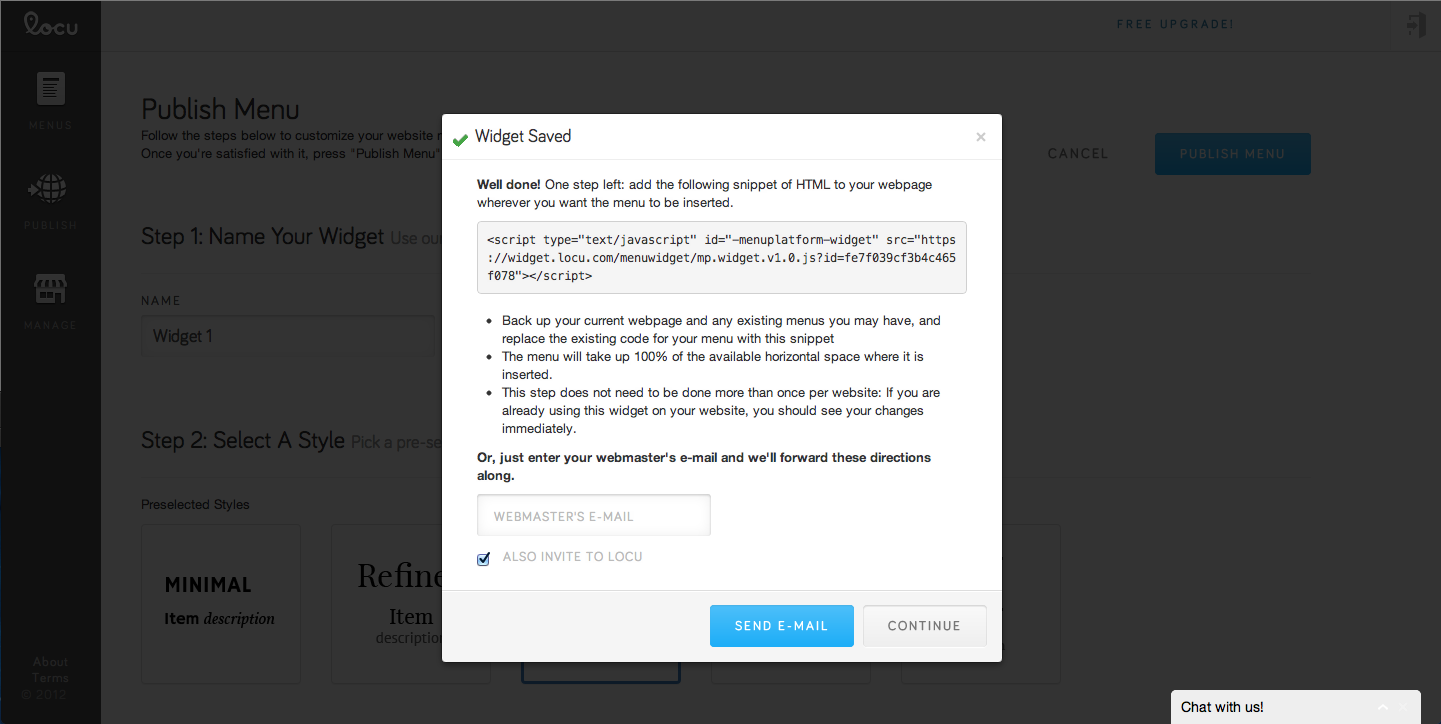 locu
FREE UPGRADE!
MENUS
PUBLISH
MANAGE
About
Terms
© 2012
Publish Menu
Follow the steps below to customize your website
Once you're satisfied with it, press "Publish Menu"
CANCEL
PUBLISH MENU
Step 1: Name Your Widget Use
NAME
Widget 1
Step 2: Select A Style Pick a
Preselected Styles
MINIMAL
Item description
Refine
Item
description
Widget Saved
×
Well done! One step left: add the following snippet of HTML to your webpage
wherever you want the menu to be inserted.
<script type="text/javascript" id="-menuplatform-widget" src="https
://widget.locu.com/menuwidget/mp.widget.v1.0.js?id=fe7f039cf3b4c465
f078"></script>
• Back up your current webpage and any existing menus you may have, and
replace the existing code for your menu with this snippet
• The menu will take up 100% of the available horizontal space where it is
inserted.
• This step does not need to be done more than once per website: If you are
already using this widget on your website, you should see your changes
immediately.
Or, just enter your webmaster's e-mail and we'll forward these directions
along.
WEBMASTER'S E-MAIL
ALSO INVITE TO LOCU
SEND E-MAIL
CONTINUE
Chat with us!